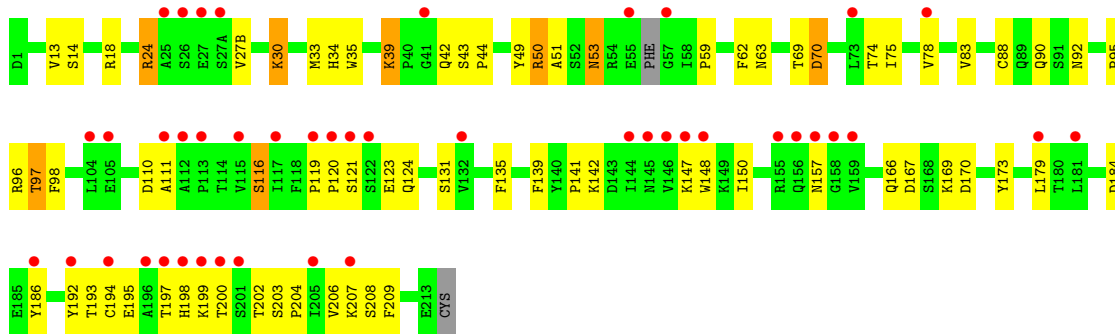 D1 V13 S14 R18 R24 A25 S26 E27 S27A V27B K30 M33 H34 W35 K39 P40 G41 Q42 S43 P44 Y49 R50 A51 S52 N53 R54 E55 PHE G57 I58 P59 F62 N63 T69 D70 L73 T74 I75 V78 V83 C88 Q89 Q90 S91 N92
R96 T97 F98 L104 E105 D110 A111 A112 P113 T114 V115 S116 I117 F118 P119 P120 S121 S122 E123 Q124 S131 V132 F135 F139 Y140 P141 K142 D143 I144 N145 V146 K147 W148 K149 I150 R155 Q156 N157 G158 V159 Q166 D167 S168 K169 D170 Y173 L179 T180 L181
E185 Y186 Y192 T193 C194 E195 A196 T197 H198 K199 T200 S201 T202 S203 P204 I205 V206 K207 S208 F209 E213 CYS